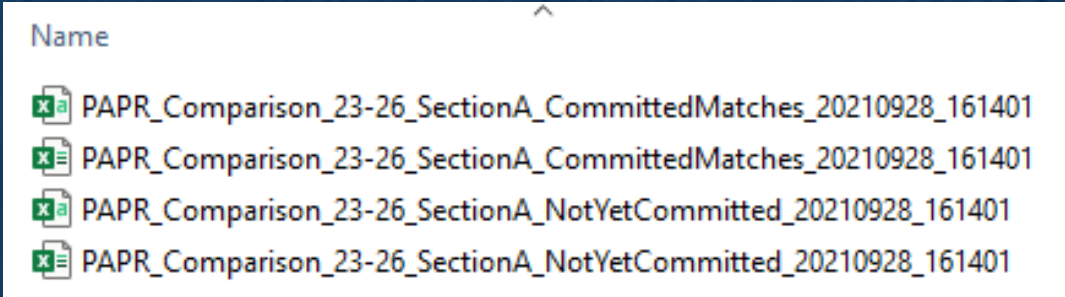 Name
PAPR_Comparison_23-26_SectionA_CommittedMatches_20210928_161401
PAPR_Comparison_23-26_SectionA_CommittedMatches_20210928_161401
PAPR_Comparison_23-26_SectionA_NotYetCommitted_20210928_161401
PAPR_Comparison_23-26_SectionA_NotYetCommitted_20210928_161401